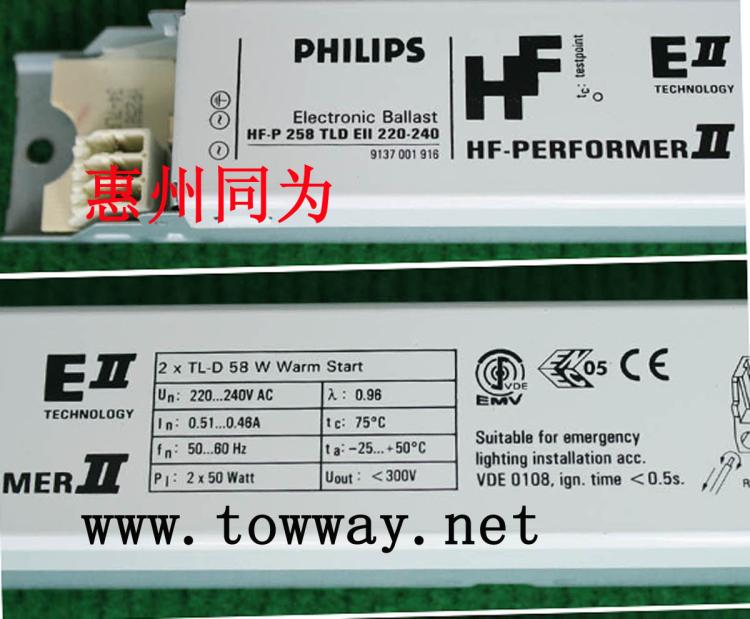 PHILIPS
HF
tc: testpoint
EII
TECHNOLOGY
Electronic Ballast
HF-P 258 TLD EII 220-240
9137 001 916
HF-PERFORMER II
惠州同为
EII
TECHNOLOGY
MER II
2 x TL-D 58 W Warm Start
Un: 220...240V AC
λ: 0.96
In: 0.51...0.46A
tc: 75°C
fn: 50...60 Hz
ta: -25... +50°C
Pl: 2 x 50 Watt
Uout: <300V
VDE
EMV
05
CE
Suitable for emergency
lighting installation acc.
VDE 0108, ign. time <0.5s.
www.towway.net